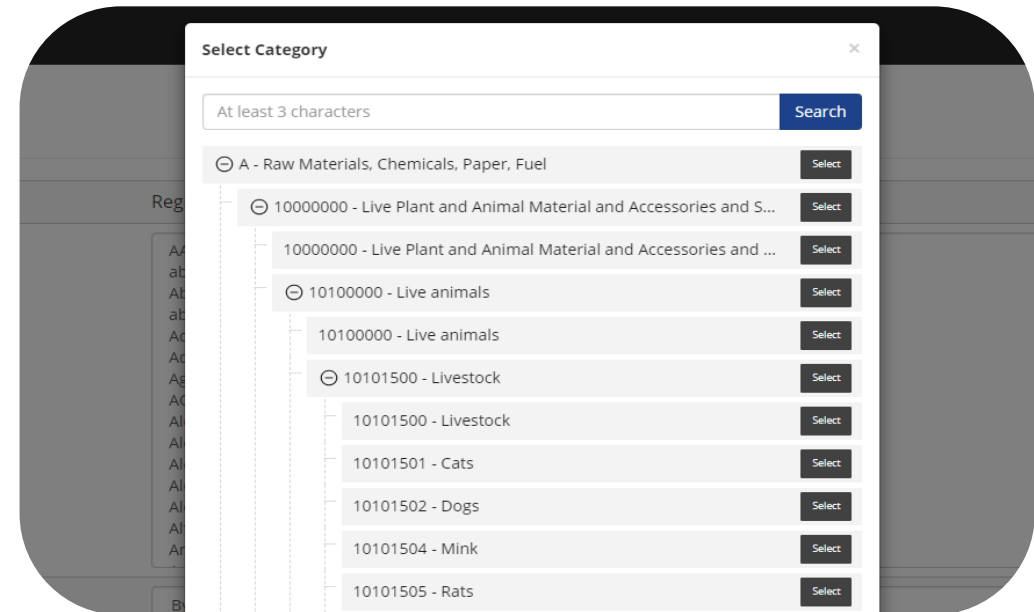 Select Category
×
At least 3 characters
Search
A - Raw Materials, Chemicals, Paper, Fuel
Select
10000000 - Live Plant and Animal Material and Accessories and S...
Select
10000000 - Live Plant and Animal Material and Accessories and ...
Select
10100000 - Live animals
Select
10100000 - Live animals
Select
10101500 - Livestock
Select
10101500 - Livestock
Select
10101501 - Cats
Select
10101502 - Dogs
Select
10101504 - Mink
Select
10101505 - Rats
Select
Reg